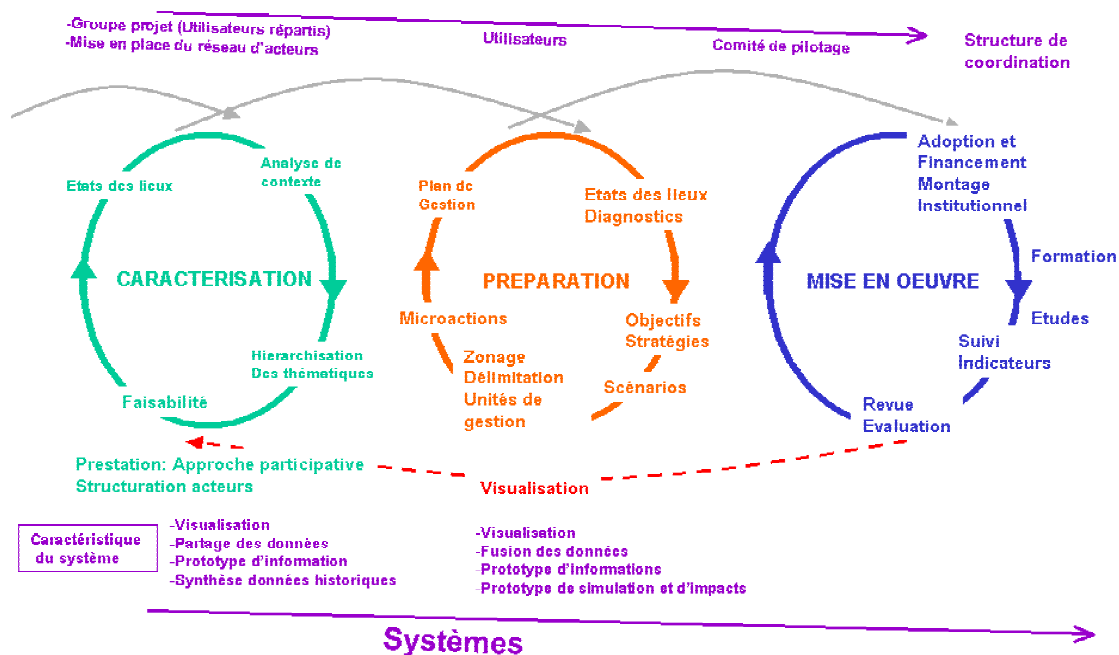 -Groupe projet (Utilisateurs répartis)
-Mise en place du réseau d'acteurs
Utilisateurs
Comité de pilotage
Structure de
coordination
Etats des lieux
Analyse de
contexte
CARACTERISATION
Hierarchisation
Des thématiques
Faisabilité
Prestation: Approche participative
Structuration acteurs
Plan de
Gestion
Etats des lieux
Diagnostics
PREPARATION
Microactions
Objectifs
Stratégies
Zonage
Délimitation
Unités de
gestion
Scénarios
Adoption et
Financement
Montage
Institutionnel
Formation
MISE EN OEUVRE
Etudes
Suivi
Indicateurs
Revue
Evaluation
Visualisation
Caractéristique
du système
-Visualisation
-Partage des données
-Prototype d'information
-Synthèse données historiques
-Visualisation
-Fusion des données
-Prototype d'informations
-Prototype de simulation et d'impacts
Systèmes